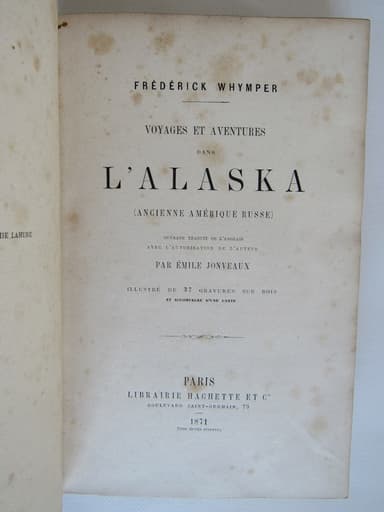 FRÉDÉRICK WHYMPER
VOYAGES ET AVENTURES
DANS
L'ALASKA
(ANCIENNE AMÉRIQUE RUSSE)
OUVRAGE TRADUIT DE L'ANGLAIS
AVEC L'AUTORISATION DE L'AUTEUR
PAR ÉMILE JONVEAUX
ILLUSTRÉ DE 37 GRAVURES SUR BOIS
ET ACCOMPAGNÉ D'UNE CARTE
PARIS
LIBRAIRIE HACHETTE ET Cie
BOULEVARD SAINT-GERMAIN, 79
1871